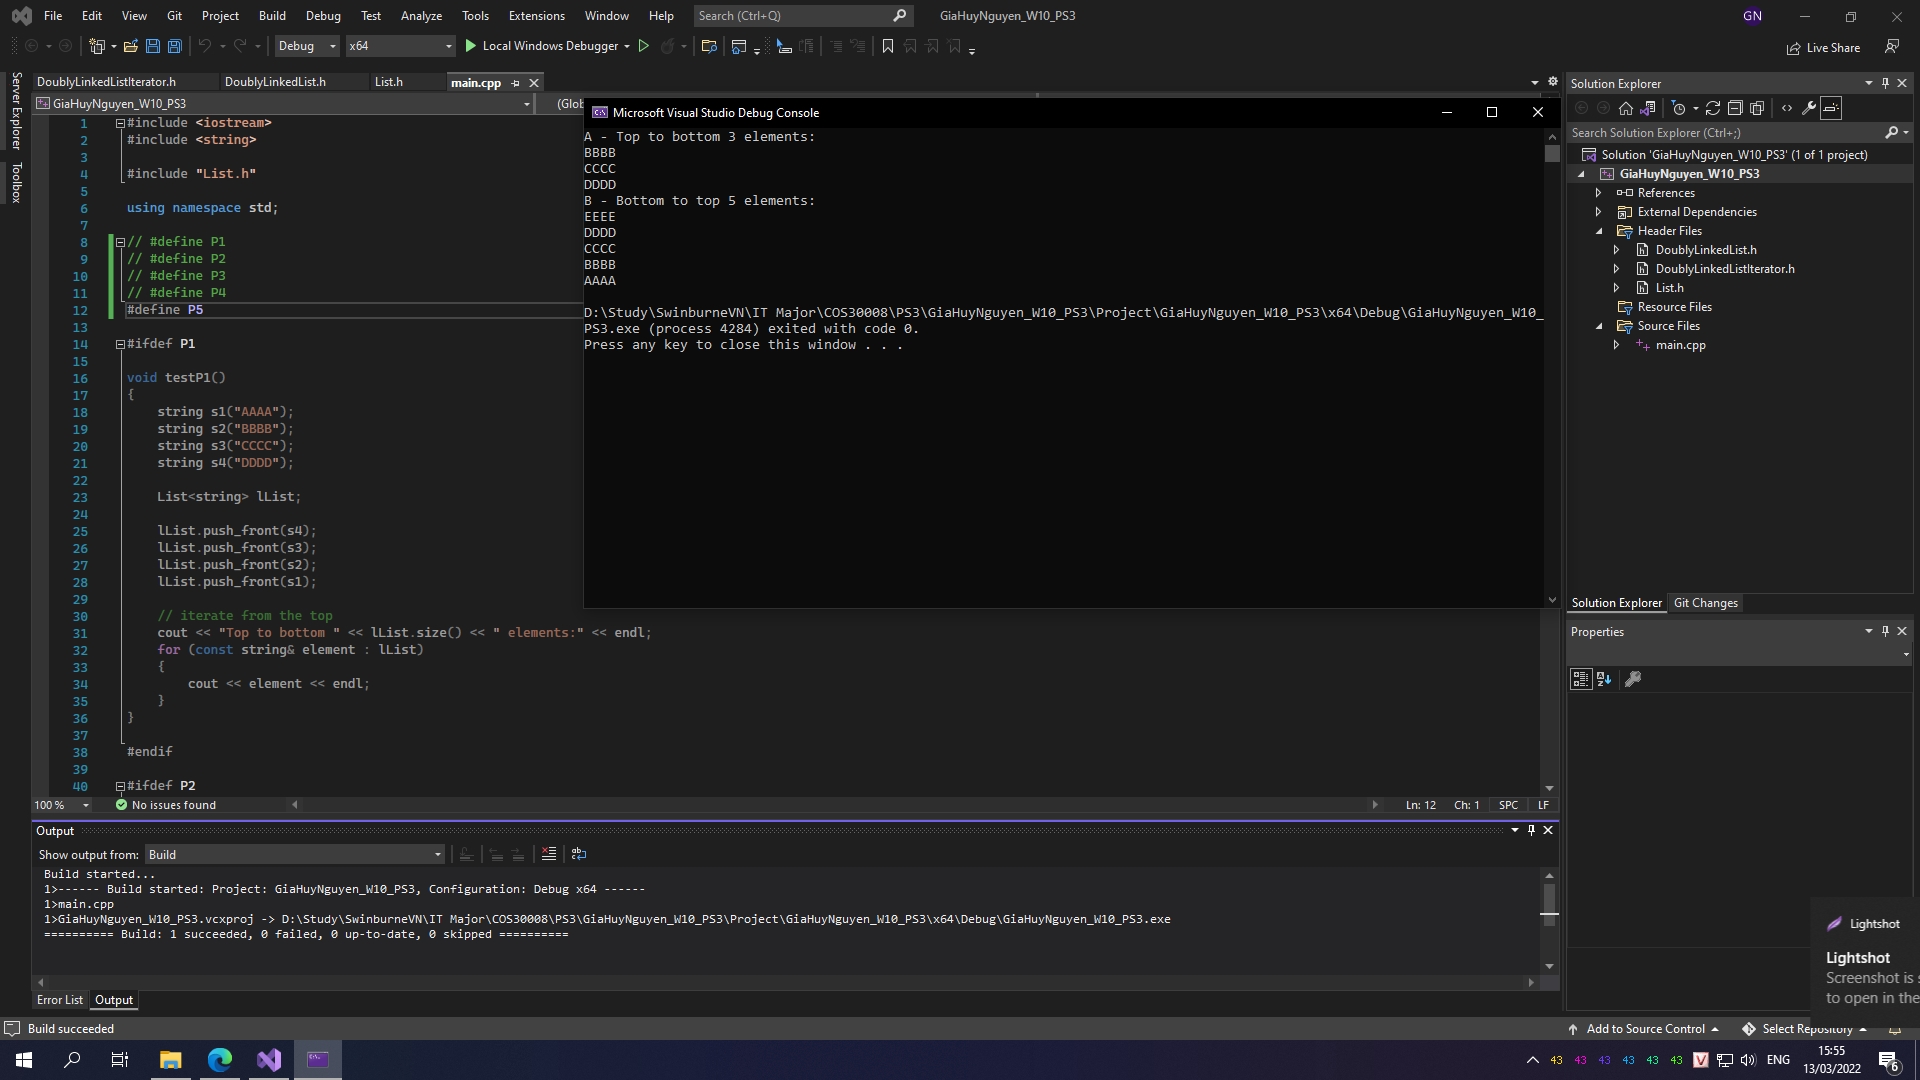 File Edit View Git Project Build Debug Test Analyze Tools Extensions Window Help Search (Ctrl+Q) GiaHuyNguyen_W10_PS3 GN
Debug x64 Local Windows Debugger Live Share
Server Explorer
Toolbox
DoublyLinkedListIterator.h DoublyLinkedList.h List.h main.cpp
GiaHuyNguyen_W10_PS3 (Glob
1 #include <iostream>
2 #include <string>
3
4 #include "List.h"
5
6 using namespace std;
7
8 // #define P1
9 // #define P2
10 // #define P3
11 // #define P4
12 #define P5
13
14 #ifdef P1
15
16 void testP1()
17 {
18 string s1("AAAA");
19 string s2("BBBB");
20 string s3("CCCC");
21 string s4("DDDD");
22
23 List<string> lList;
24
25 lList.push_front(s4);
26 lList.push_front(s3);
27 lList.push_front(s2);
28 lList.push_front(s1);
29
30 // iterate from the top
31 cout << "Top to bottom " << lList.size() << " elements:" << endl;
32 for (const string& element : lList)
33 {
34 cout << element << endl;
35 }
36 }
37
38 #endif
39
40 #ifdef P2
100 % No issues found Ln: 12 Ch: 1 SPC LF
Microsoft Visual Studio Debug Console
A - Top to bottom 3 elements:
BBBB
CCCC
DDDD
B - Bottom to top 5 elements:
EEEE
DDDD
CCCC
BBBB
AAAA
D:\Study\SwinburneVN\IT Major\COS30008\PS3\GiaHuyNguyen_W10_PS3\Project\GiaHuyNguyen_W10_PS3\x64\Debug\GiaHuyNguyen_W10_
PS3.exe (process 4284) exited with code 0.
Press any key to close this window . . .
Solution Explorer
Search Solution Explorer (Ctrl+;)
Solution 'GiaHuyNguyen_W10_PS3' (1 of 1 project)
GiaHuyNguyen_W10_PS3
References
External Dependencies
Header Files
DoublyLinkedList.h
DoublyLinkedListIterator.h
List.h
Resource Files
Source Files
main.cpp
Solution Explorer Git Changes
Properties
Output
Show output from: Build
Build started...
1>------ Build started: Project: GiaHuyNguyen_W10_PS3, Configuration: Debug x64 ------
1>main.cpp
1>GiaHuyNguyen_W10_PS3.vcxproj -> D:\Study\SwinburneVN\IT Major\COS30008\PS3\GiaHuyNguyen_W10_PS3\Project\GiaHuyNguyen_W10_PS3\x64\Debug\GiaHuyNguyen_W10_PS3.exe
========== Build: 1 succeeded, 0 failed, 0 up-to-date, 0 skipped ==========
Error List Output
Lightshot
Lightshot
Screenshot is s
to open in the
Build succeeded Add to Source Control Select Repository
43 43 43 43 43 43 V ENG 15:55
13/03/2022 6